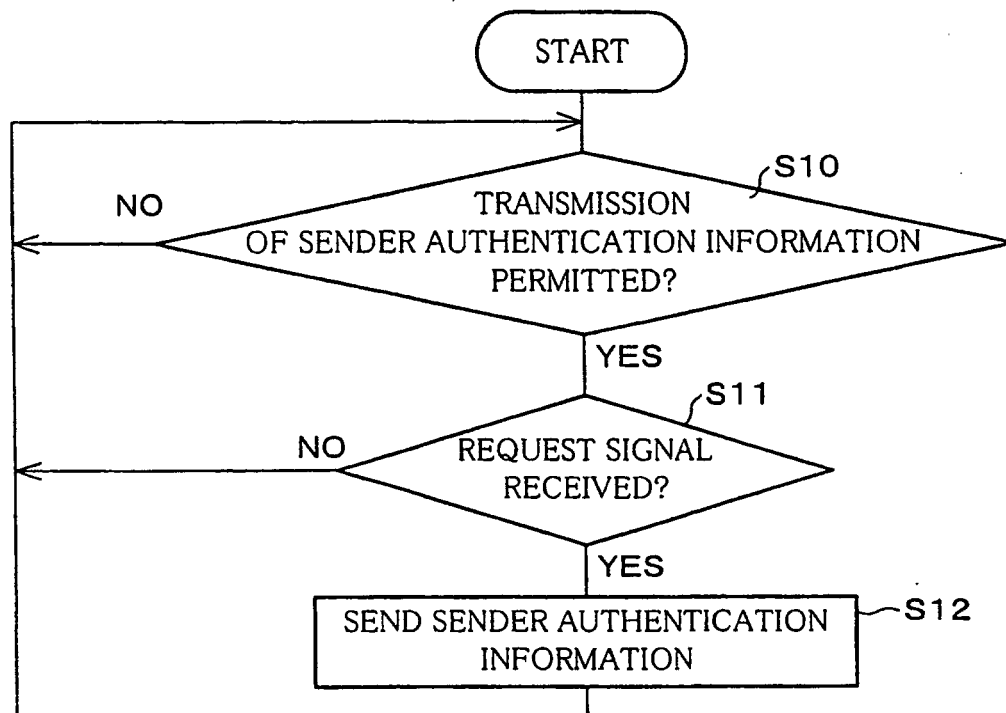 START
S10
NO
TRANSMISSION
OF SENDER AUTHENTICATION INFORMATION
PERMITTED?
YES
S11
NO
REQUEST SIGNAL
RECEIVED?
YES
S12
SEND SENDER AUTHENTICATION
INFORMATION